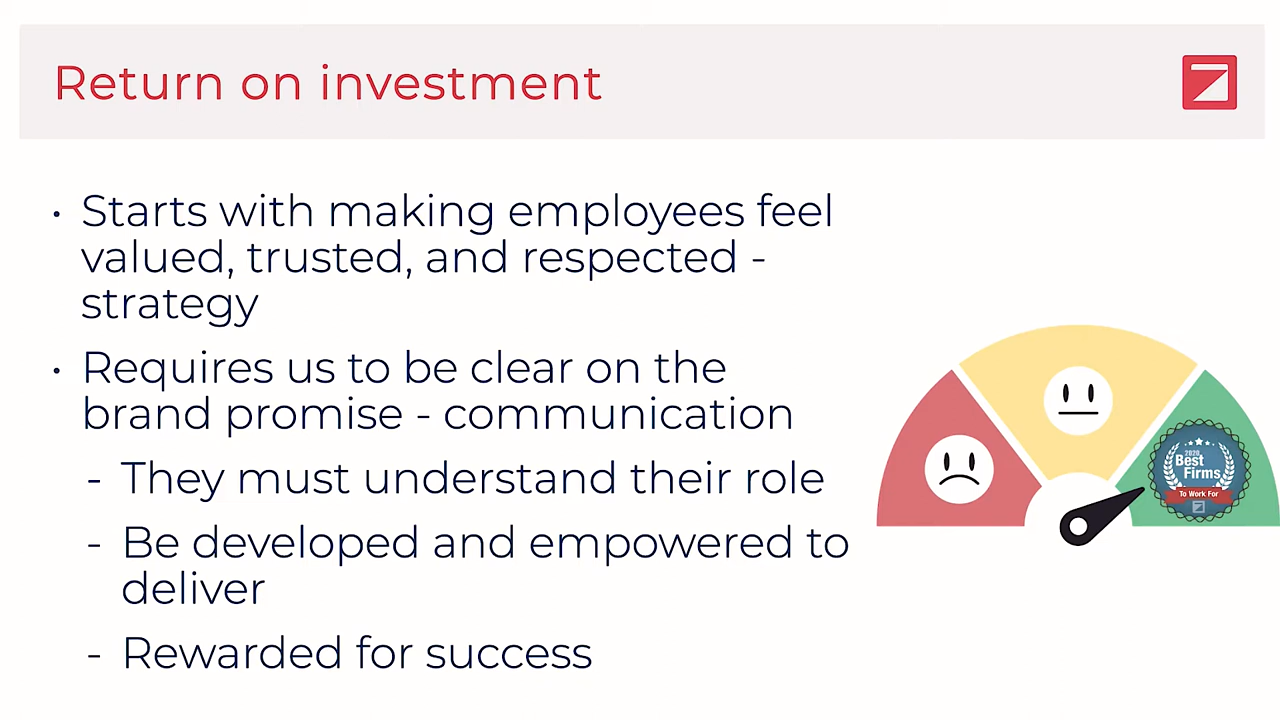 Return on investment
• Starts with making employees feel
valued, trusted, and respected -
strategy
• Requires us to be clear on the
brand promise - communication
- They must understand their role
- Be developed and empowered to
deliver
- Rewarded for success
2020
Best
Firms
To Work For